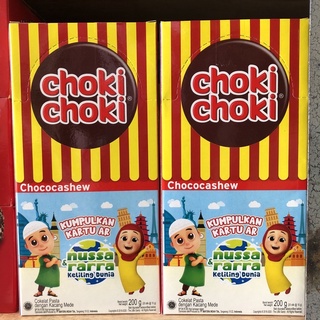 choki
choki®
Chococashew
KUMPULKAN
KARTU AR
nussa
& rarra
Keliling Dunia
Cokelat Pasta
dengan Kacang Mede
200 g
choki
choki®
Chococashew
KUMPULKAN
KARTU AR
nussa
& rarra
Keliling Dunia
Cokelat Pasta
dengan Kacang Mede
200 g